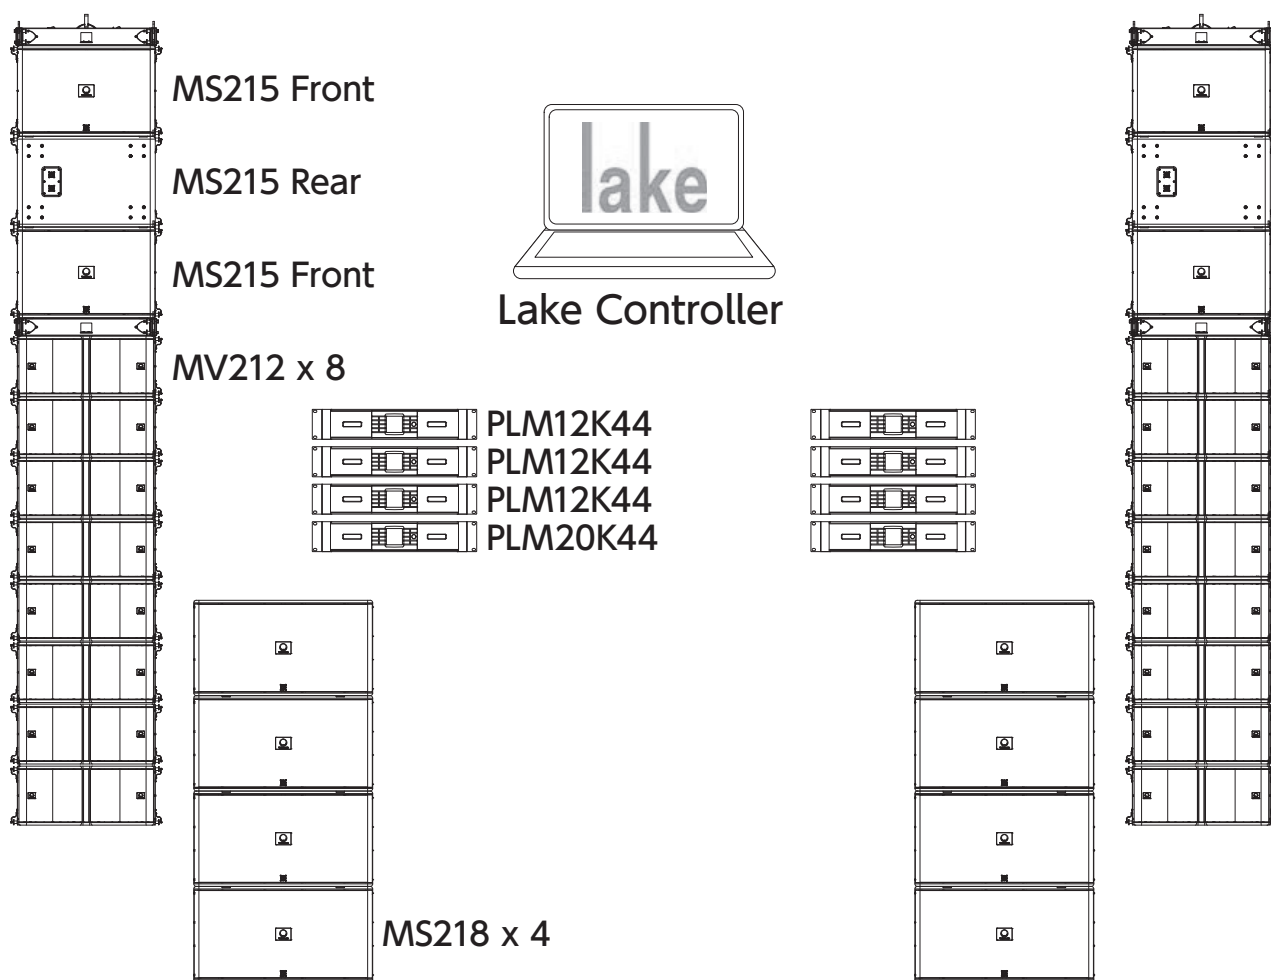 MS215 Front
lake
MS215 Rear
MS215 Front
Lake Controller
MV212 x 8
PLM12K44
PLM12K44
PLM12K44
PLM20K44
MS218 x 4